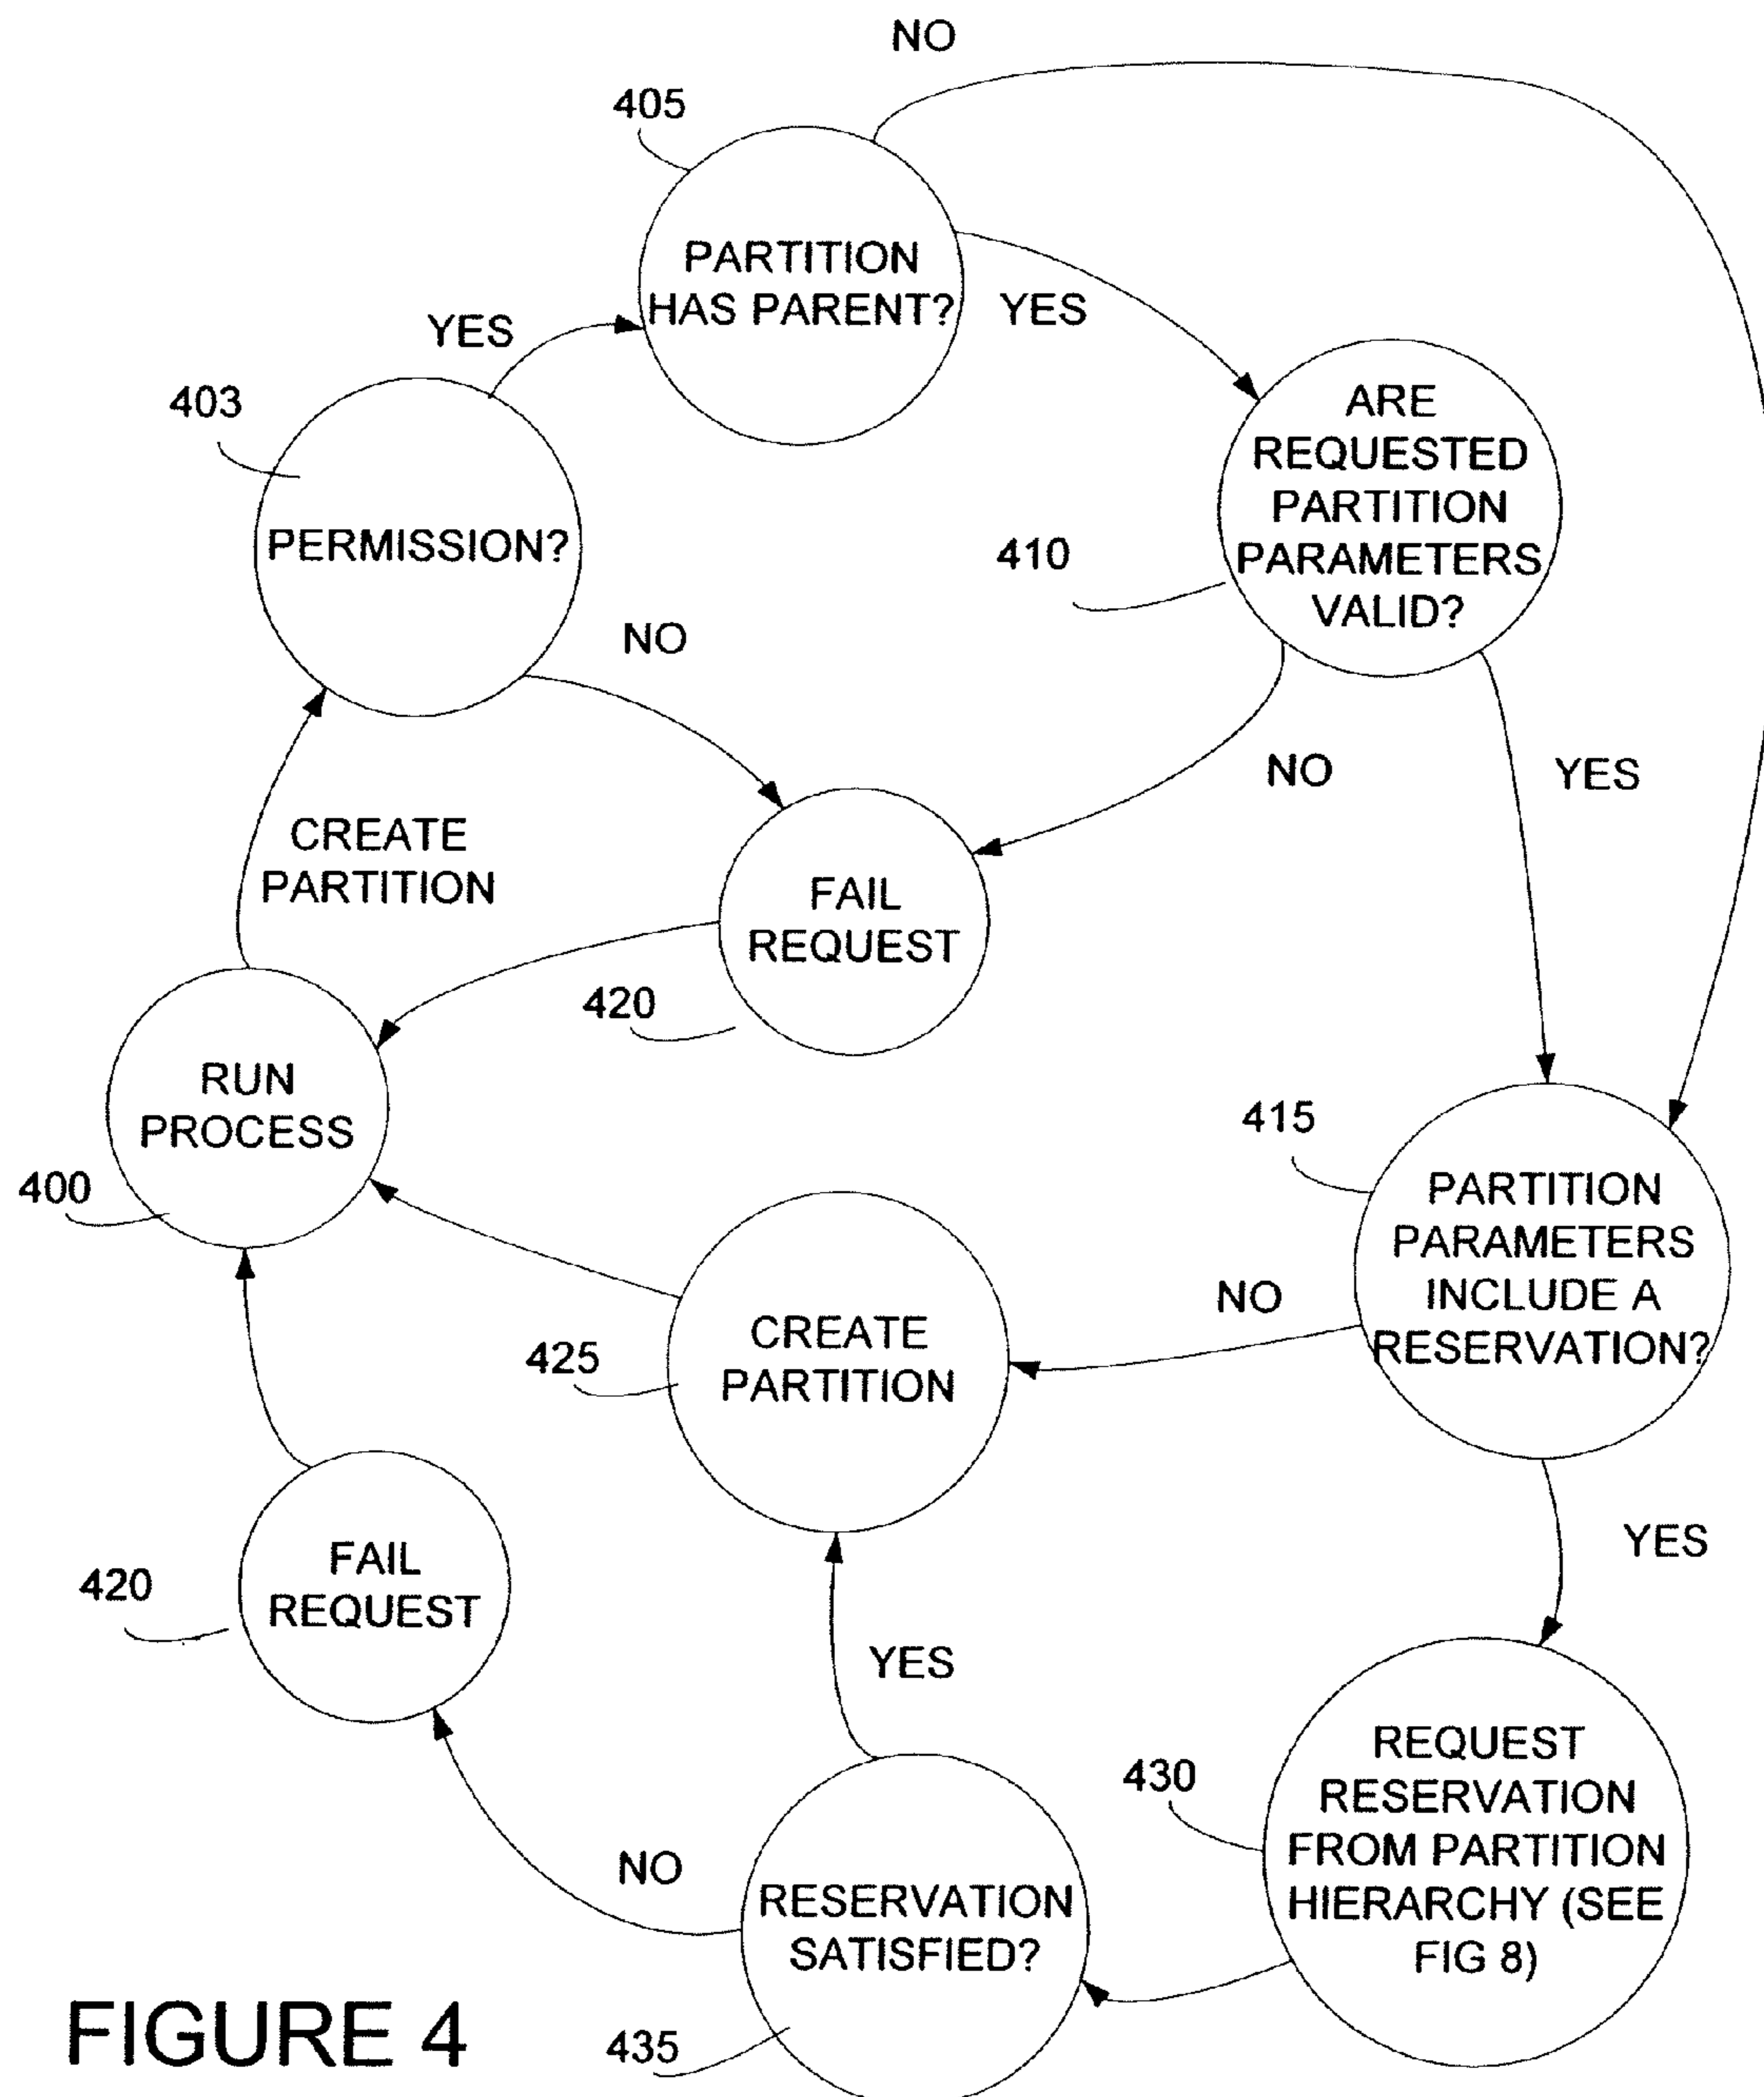 NO
405
PARTITION
HAS PARENT?
YES
YES
403
PERMISSION?
ARE
REQUESTED
PARTITION
PARAMETERS
VALID?
410
NO
NO
YES
CREATE
PARTITION
FAIL
REQUEST
420
RUN
PROCESS
400
415
PARTITION
PARAMETERS
INCLUDE A
RESERVATION?
NO
CREATE
PARTITION
425
YES
FAIL
REQUEST
420
YES
REQUEST
RESERVATION
FROM PARTITION
HIERARCHY (SEE
FIG 8)
430
NO
RESERVATION
SATISFIED?
435
FIGURE 4